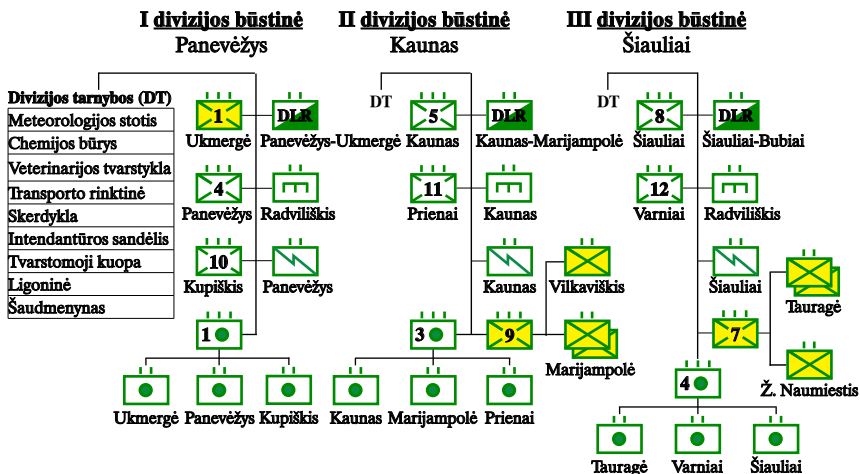 I divizijos būstinė
Panevėžys
II divizijos būstinė
Kaunas
III divizijos būstinė
Šiauliai
Divizijos tarnybos (DT)
Meteorologijos stotis
Chemijos būrys
Veterinarijos tvarstykla
Transporto rinktinė
Skerdykla
Intendantūros sandėlis
Tvarstomoji kuopa
Ligoninė
Šaudmenynas
1
DLR
Ukmergė
Panevėžys-Ukmergė
4
Panevėžys
Radviliškis
10
Kupiškis
Panevėžys
1
Ukmergė
Panevėžys
Kupiškis
DT
5
DLR
Kaunas
Kaunas-Marijampolė
11
Prienai
Kaunas
Kaunas
Vilkaviškis
3
9
Marijampolė
Kaunas
Marijampolė
Prienai
DT
8
DLR
Šiauliai
Šiauliai-Bubiai
12
Varniai
Radviliškis
Šiauliai
Tauragė
7
Ž. Naumiestis
4
Tauragė
Varniai
Šiauliai